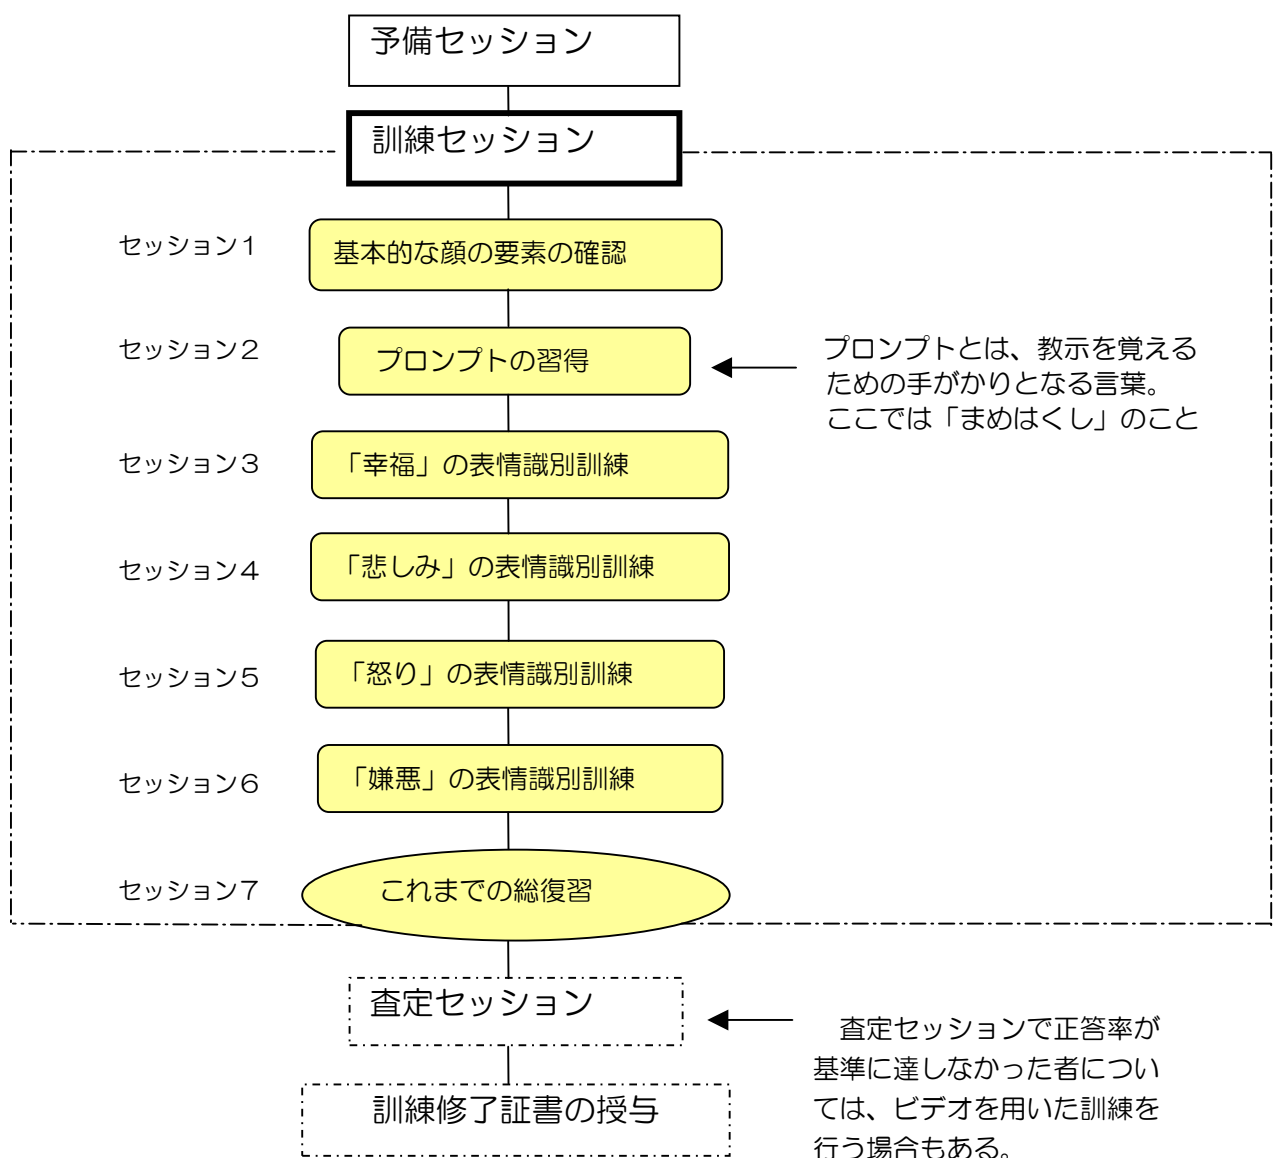 予備セッション
訓練セッション
セッション1
基本的な顔の要素の確認
セッション2
プロンプトの習得
プロンプトとは、教示を覚える
ための手がかりとなる言葉。
ここでは「まめはくし」のこと
セッション3
「幸福」の表情識別訓練
セッション4
「悲しみ」の表情識別訓練
セッション5
「怒り」の表情識別訓練
セッション6
「嫌悪」の表情識別訓練
セッション7
これまでの総復習
査定セッション
査定セッションで正答率が
基準に達しなかった者につい
ては、ビデオを用いた訓練を
行う場合もある。
訓練修了証書の授与